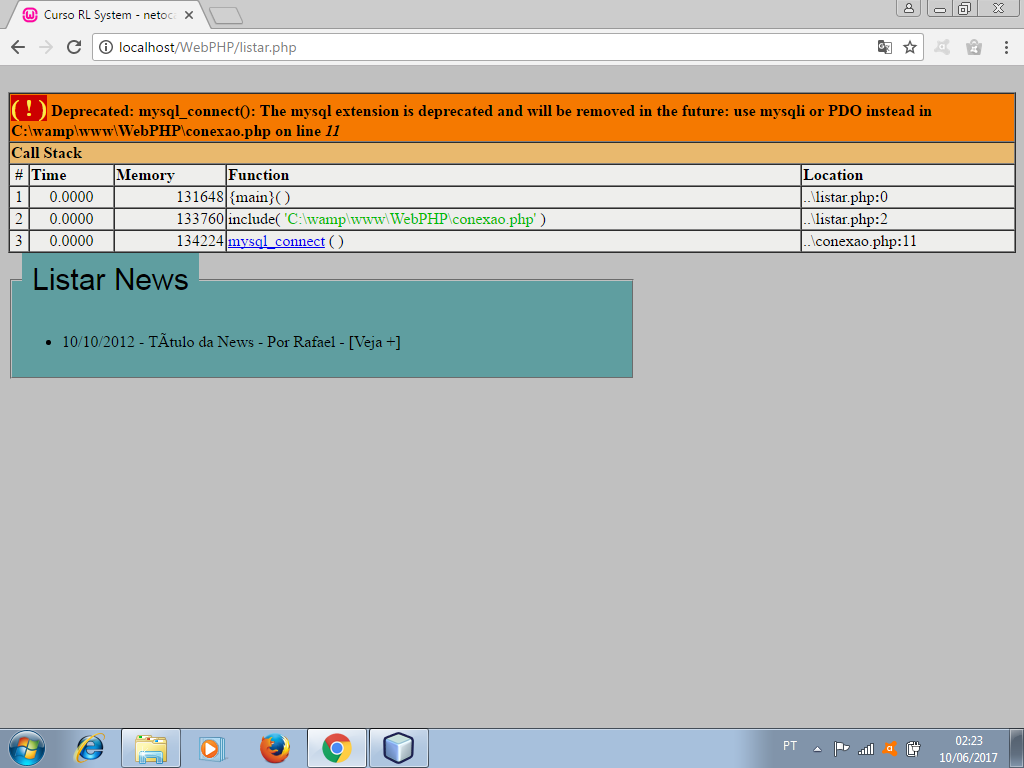 Curso RL System - netoc
localhost/WebPHP/listar.php
( ! ) Deprecated: mysql_connect(): The mysql extension is deprecated and will be removed in the future: use mysqli or PDO instead in
C:\wamp\www\WebPHP\conexao.php on line 11
Call Stack
# Time Memory Function Location
1 0.0000 131648 {main}( ) ..\listar.php:0
2 0.0000 133760 include( 'C:\wamp\www\WebPHP\conexao.php' ) ..\listar.php:2
3 0.0000 134224 mysql_connect ( ) ..\conexao.php:11
Listar News
10/10/2012 - TÃtulo da News - Por Rafael - [Veja +]
PT
02:23
10/06/2017